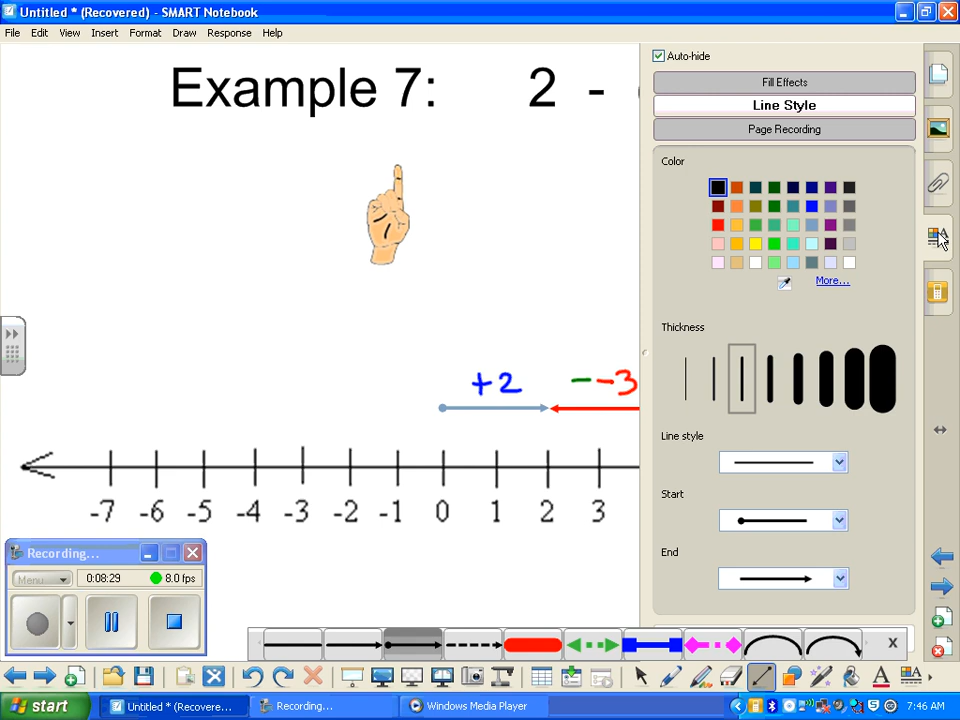 Untitled * (Recovered) - SMART Notebook
File Edit View Insert Format Draw Response Help
Auto-hide
Fill Effects
Line Style
Page Recording
Example 7: 2 -
Color
More...
Thickness
+2 --3
Line style
Start
-7 -6 -5 -4 -3 -2 -1 0 1 2 3
End
Recording...
Menu 0:08:29 8.0 fps
X
start Untitled * (Recovere... Recording... Windows Media Player 7:46 AM